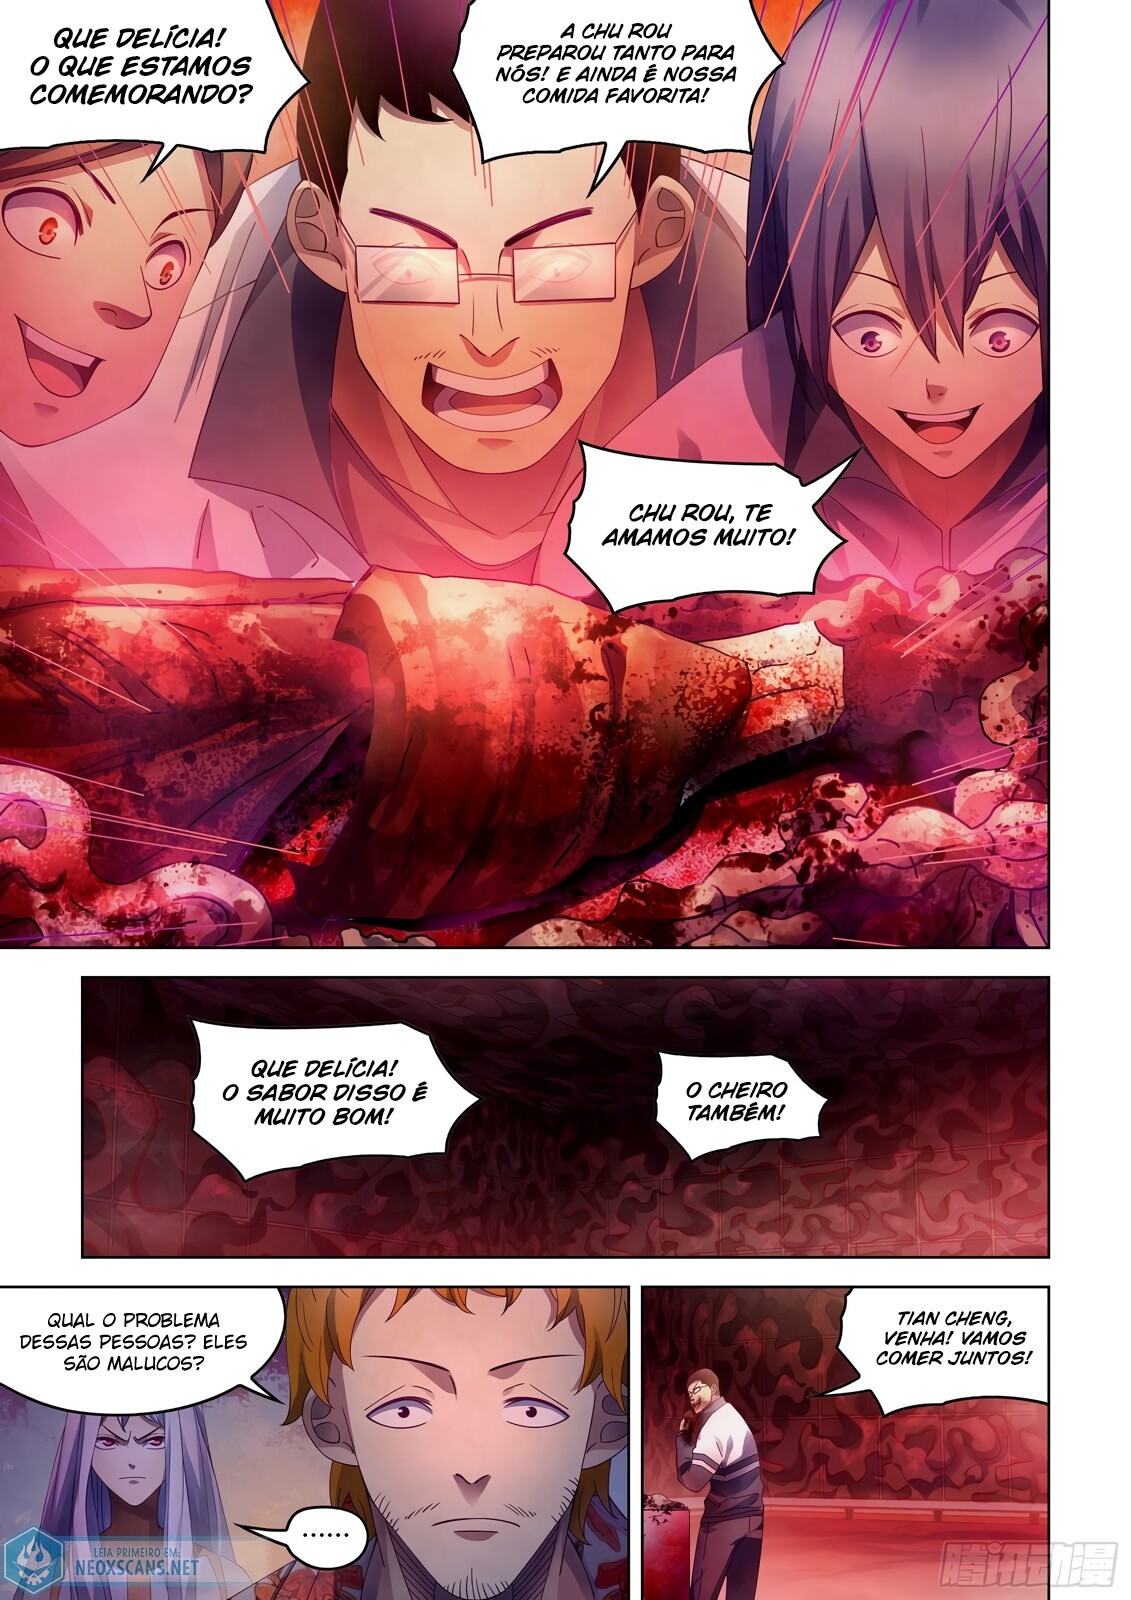 QUE DELÍCIA!
O QUE ESTAMOS
COMEMORANDO?
A CHU ROU
PREPAROU TANTO PARA
NÓS! E AINDA É NOSSA
COMIDA FAVORITA!
CHU ROU, TE
AMAMOS MUITO!
QUE DELÍCIA!
O SABOR DISSO É
MUITO BOM!
O CHEIRO
TAMBÉM!
QUAL O PROBLEMA
DESSAS PESSOAS? ELES
SÃO MALUCOS?
......
TIAN CHENG,
VENHA! VAMOS
COMER JUNTOS!
LEIA PRIMEIRO EM:
NEOXSCANS.NET
腾讯动漫